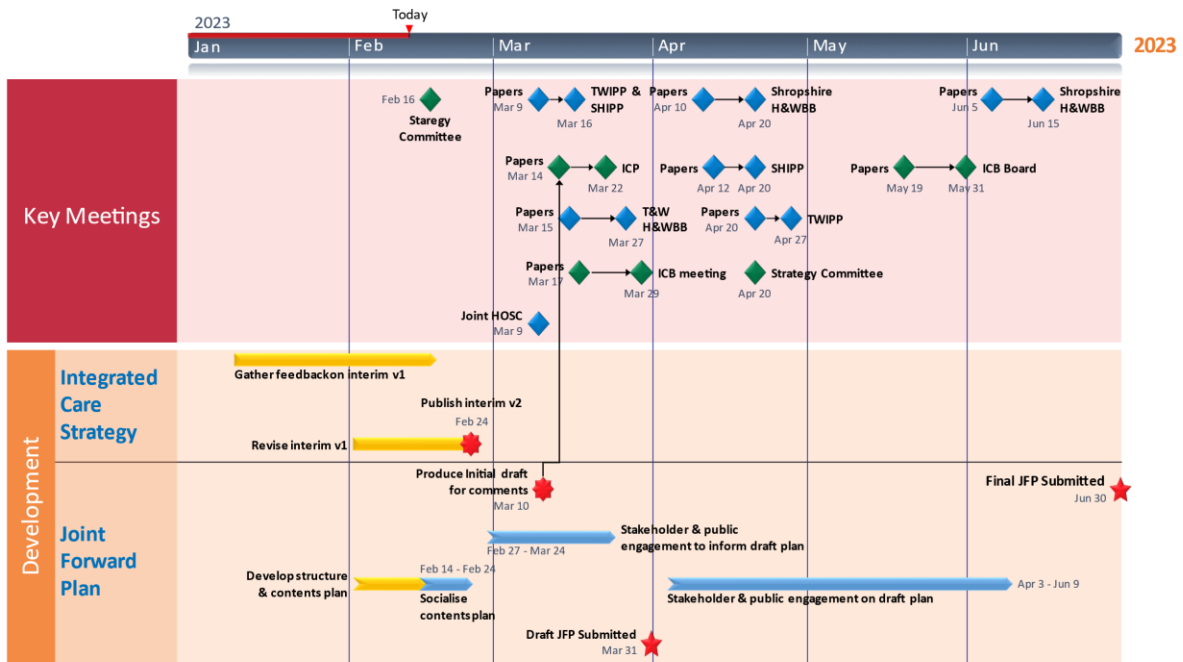 Today
2023
Jan
Feb
Mar
Apr
May
Jun
2023
Key Meetings
Feb 16
Staregy
Committee
Papers
Mar 9
TWIPP &
SHIPP
Mar 16
Papers
Apr 10
Shropshire
H&WBB
Apr 20
Papers
Jun 5
Shropshire
H&WBB
Jun 15
Papers
Mar 14
ICP
Mar 22
Papers
Apr 12
SHIPP
Apr 20
Papers
May 19
ICB Board
May 31
Papers
Mar 15
T&W
H&WBB
Mar 27
Papers
Apr 20
TWIPP
Apr 27
Papers
Mar 17
ICB meeting
Mar 29
Strategy Committee
Apr 20
Joint HOSC
Mar 9
Development
Integrated
Care
Strategy
Gather feedbackon interim v1
Publish interim v2
Feb 24
Revise interim v1
Joint
Forward
Plan
Produce Initial draft
for comments
Mar 10
Final JFP Submitted
Jun 30
Stakeholder & public
engagement to inform draft plan
Feb 27 - Mar 24
Develop structure
& contents plan
Feb 14 - Feb 24
Socialise
contents plan
Apr 3 - Jun 9
Stakeholder & public engagement on draft plan
Draft JFP Submitted
Mar 31